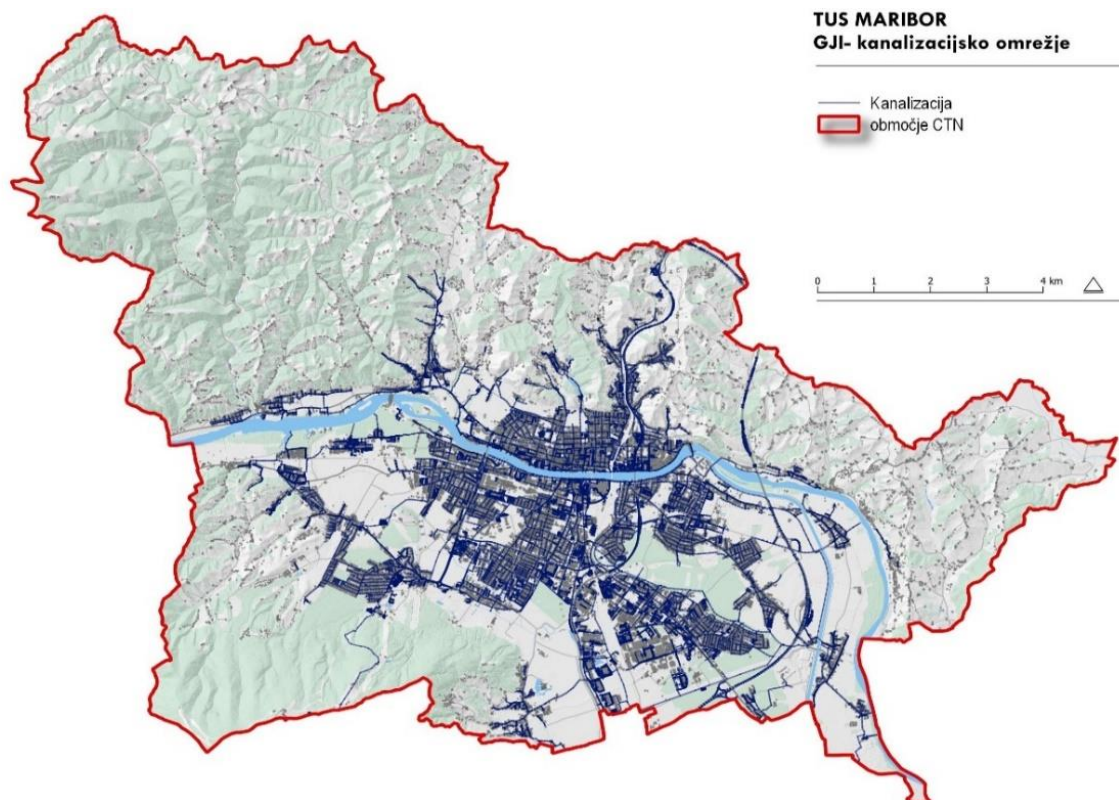 TUS MARIBOR
GJI- kanalizacijsko omrežje
Kanalizacija
območje CTN
0 1 2 3 4 km